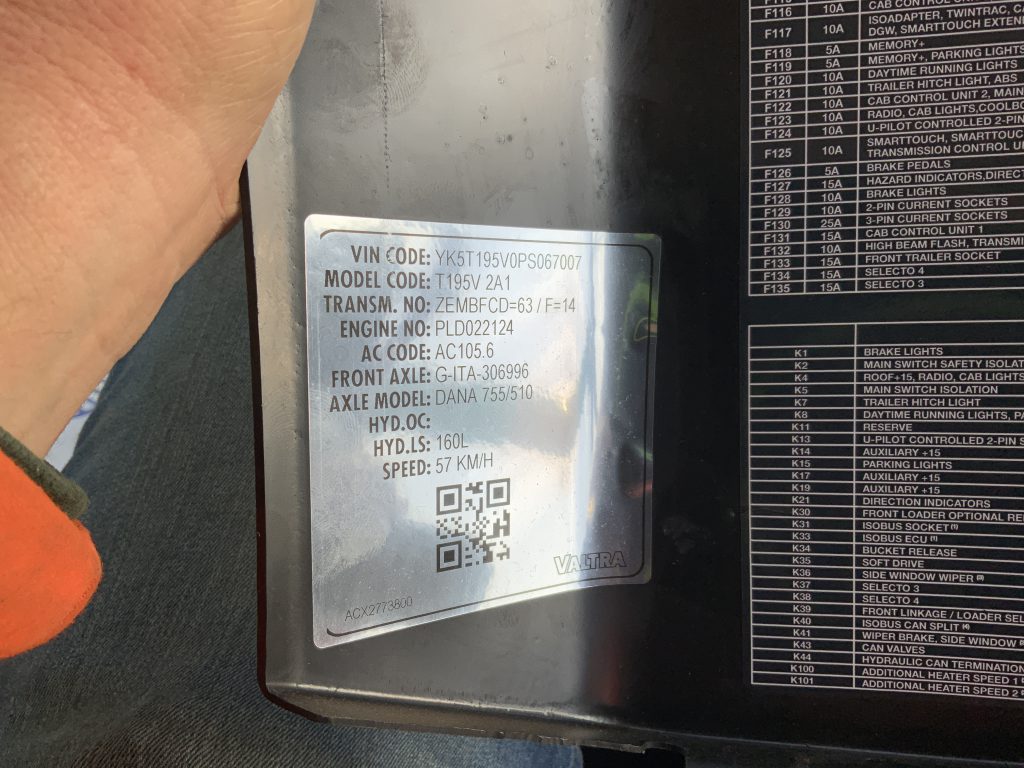 VIN CODE: YK5T195V0PS067007
MODEL CODE: T195V 2A1
TRANSM. NO: ZEMBFCD=63 / F=14
ENGINE NO: PLD022124
AC CODE: AC105.6
FRONT AXLE: G-ITA-306996
AXLE MODEL: DANA 755/510
HYD.OC:
HYD.LS: 160L
SPEED: 57 KM/H
VALTRA
ACX2773800
F116 10A CAB CONTROL
F117 10A ISOADAPTER, TWINTRAC,
DGW, SMARTTOUCH
F118 5A MEMORY+
F119 5A MEMORY+, PARKING LIGHTS
F120 10A DAYTIME RUNNING LIGHTS
F121 10A TRAILER HITCH LIGHT, ABS
F122 10A CAB CONTROL UNIT 2,
F123 10A RADIO, CAB LIGHTS,
F124 10A U-PILOT CONTROLLED 2-PIN
F125 10A SMARTTOUCH,
TRANSMISSION CONTROL
F126 5A BRAKE PEDALS
F127 15A HAZARD INDICATORS,
F128 10A BRAKE LIGHTS
F129 10A 2-PIN CURRENT SOCKETS
F130 25A 3-PIN CURRENT SOCKETS
F131 15A CAB CONTROL UNIT 1
F132 10A HIGH BEAM FLASH,
F133 15A FRONT TRAILER SOCKET
F134 15A SELECTO 4
F135 15A SELECTO 3
K1 BRAKE LIGHTS
K2 MAIN SWITCH SAFETY
K4 ROOF+15, RADIO, CAB LIGHTS
K5 MAIN SWITCH ISOLATION
K7 TRAILER HITCH LIGHT
K8 DAYTIME RUNNING LIGHTS,
K11 RESERVE
K13 U-PILOT CONTROLLED 2-PIN
K14 AUXILIARY +15
K15 PARKING LIGHTS
K17 AUXILIARY +15
K19 AUXILIARY +15
K21 DIRECTION INDICATORS
K30 FRONT LOADER OPTIONAL
K31 ISOBUS SOCKET (1)
K33 ISOBUS ECU (1)
K34 BUCKET RELEASE
K35 SOFT DRIVE
K36 SIDE WINDOW WIPER
K37 SELECTO 3
K38 SELECTO 4
K39 FRONT LINKAGE / LOADER
K40 ISOBUS CAN SPLIT
K41 WIPER BRAKE, SIDE WINDOW
K43 CAN VALVES
K44 HYDRAULIC CAN TERMINATION
K100 ADDITIONAL HEATER SPEED 1
K101 ADDITIONAL HEATER SPEED 2